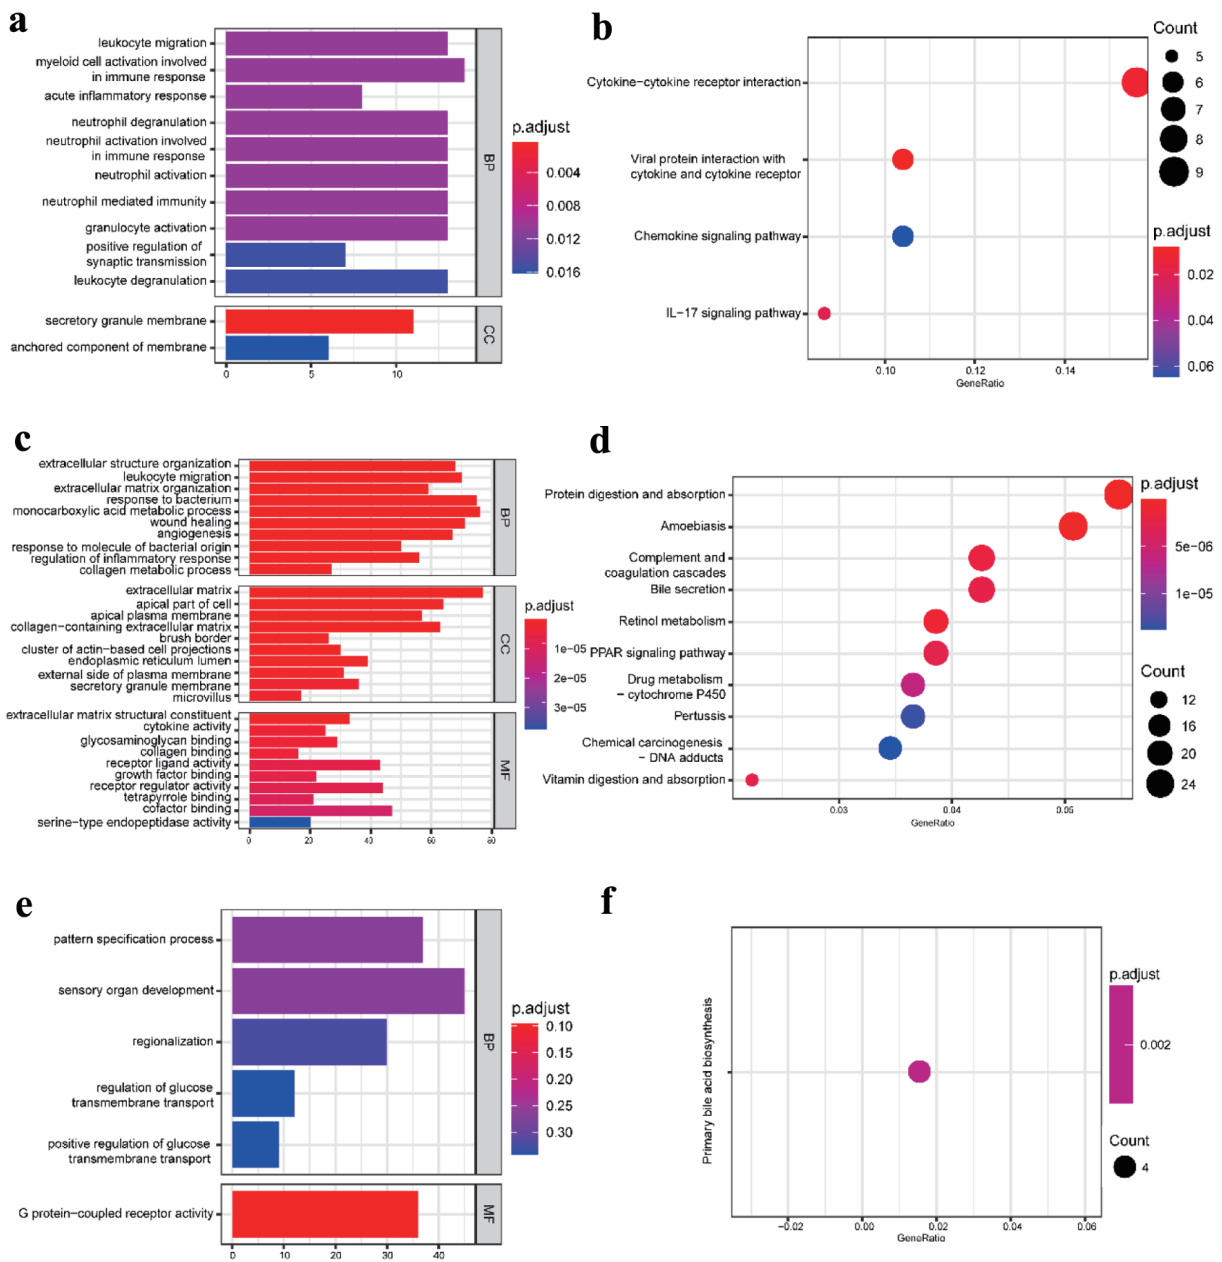 a
leukocyte migration
myeloid cell activation involved
in immune response
acute inflammatory response
neutrophil degranulation
neutrophil activation involved
in immune response
neutrophil activation
neutrophil mediated immunity
granulocyte activation
positive regulation of
synaptic transmission
leukocyte degranulation
BP
secretory granule membrane
anchored component of membrane
CC
0
5
10
p.adjust
0.004
0.008
0.012
0.016
b
Cytokine−cytokine receptor interaction
Viral protein interaction with
cytokine and cytokine receptor
Chemokine signaling pathway
IL−17 signaling pathway
0.10
0.12
0.14
GeneRatio
Count
5
6
7
8
9
p.adjust
0.02
0.04
0.06
c
extracellular structure organization
leukocyte migration
extracellular matrix organization
response to bacterium
monocarboxylic acid metabolic process
wound healing
angiogenesis
response to molecule of bacterial origin
regulation of inflammatory response
collagen metabolic process
BP
extracellular matrix
apical part of cell
apical plasma membrane
collagen−containing extracellular matrix
brush border
cluster of actin−based cell projections
endoplasmic reticulum lumen
external side of plasma membrane
secretory granule membrane
microvillus
CC
extracellular matrix structural constituent
cytokine activity
glycosaminoglycan binding
collagen binding
receptor ligand activity
growth factor binding
receptor regulator activity
tetrapyrrole binding
cofactor binding
serine−type endopeptidase activity
MF
0
20
40
60
80
p.adjust
1e−05
2e−05
3e−05
d
Protein digestion and absorption
Amoebiasis
Complement and
coagulation cascades
Bile secretion
Retinol metabolism
PPAR signaling pathway
Drug metabolism
− cytochrome P450
Pertussis
Chemical carcinogenesis
− DNA adducts
Vitamin digestion and absorption
0.03
0.04
0.05
GeneRatio
p.adjust
5e−06
1e−05
Count
12
16
20
24
e
pattern specification process
sensory organ development
regionalization
regulation of glucose
transmembrane transport
positive regulation of glucose
transmembrane transport
BP
G protein−coupled receptor activity
MF
0
10
20
30
40
p.adjust
0.10
0.15
0.20
0.25
0.30
f
Primary bile acid biosynthesis
−0.02
0.00
0.02
0.04
0.06
GeneRatio
p.adjust
0.002
Count
4